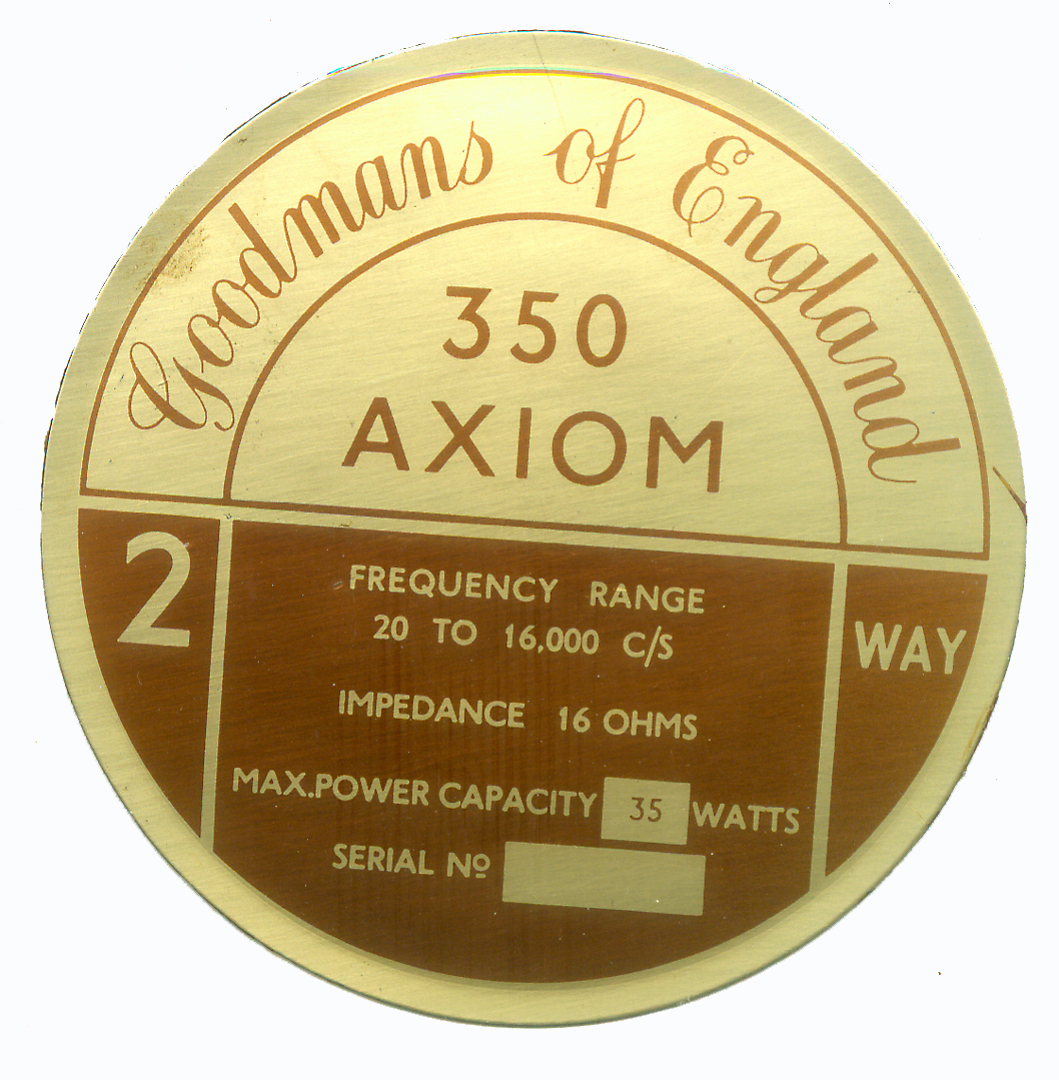 Goodmans of England
350
AXIOM
2 WAY
FREQUENCY RANGE
20 TO 16,000 C/S
IMPEDANCE 16 OHMS
MAX.POWER CAPACITY 35 WATTS
SERIAL Nº